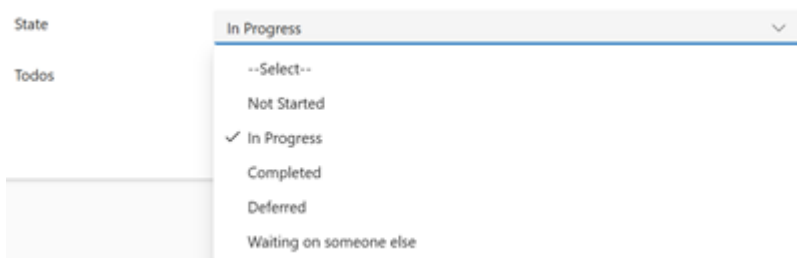 State
In Progress
Todos
--Select--
Not Started
In Progress
Completed
Deferred
Waiting on someone else